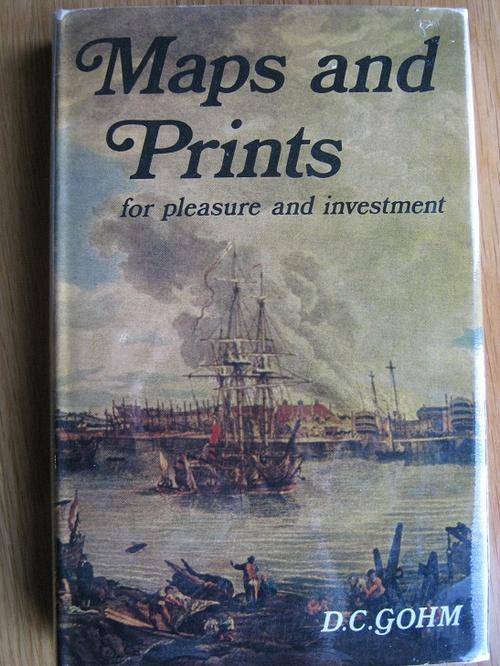 Maps and
Prints
for pleasure and investment
D.C.GOHM